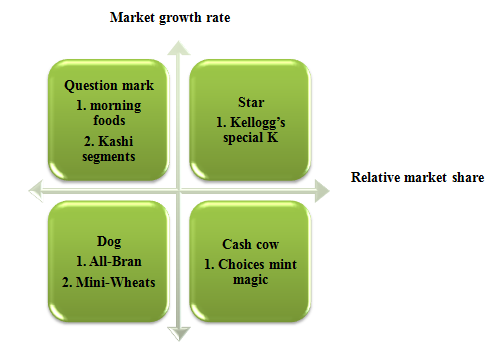 Market growth rate
Question mark
1. morning
foods
2. Kashi
segments
Star
1. Kellogg's
special K
Relative market share
Dog
1. All-Bran
2. Mini-Wheats
Cash cow
1. Choices mint
magic